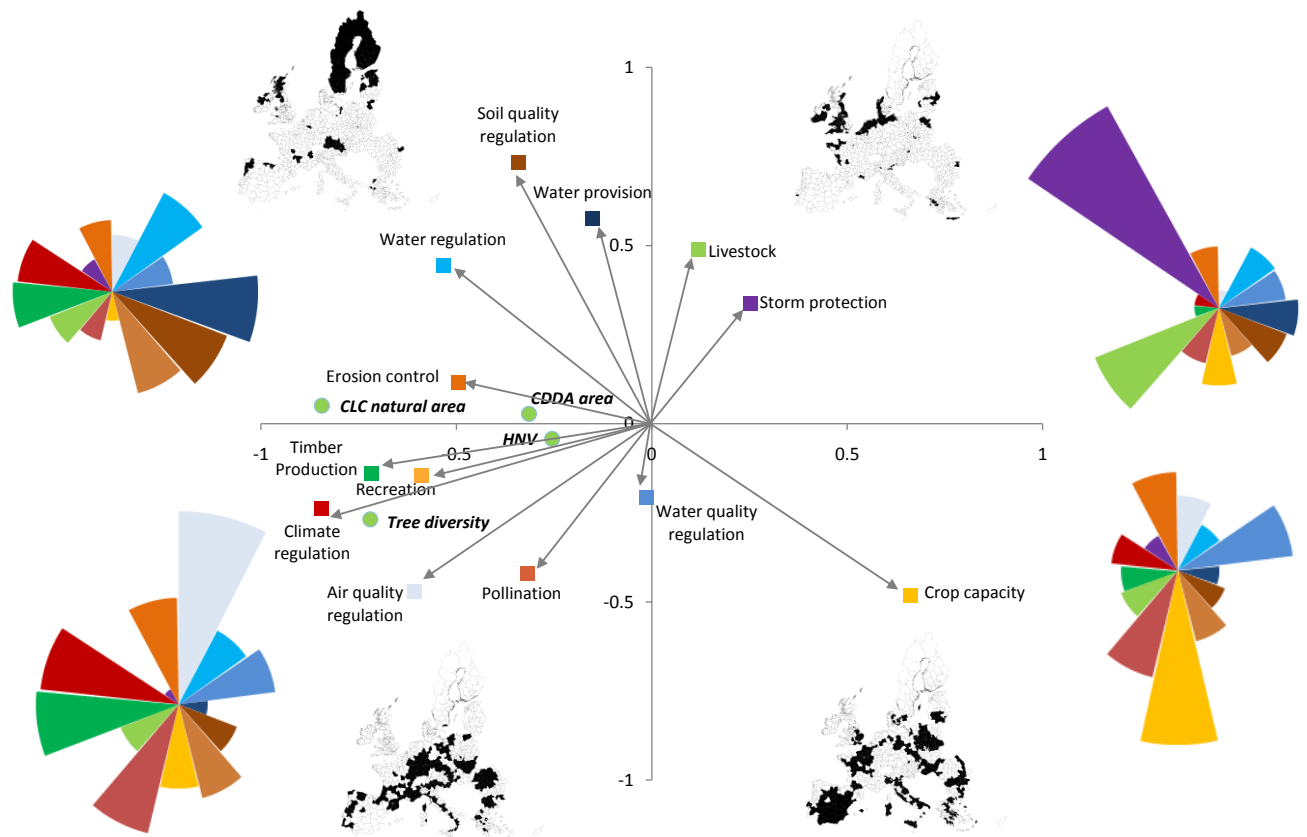 1
Soil quality
regulation
Water provision
Water regulation
0.5
Livestock
Storm protection
Erosion control
CDDA area
CLC natural area
0
HNV
-1
-0.5
0
0.5
1
Timber
Production
Recreation
Climate
regulation
Tree diversity
Water quality
regulation
Air quality
regulation
Pollination
-0.5
Crop capacity
-1